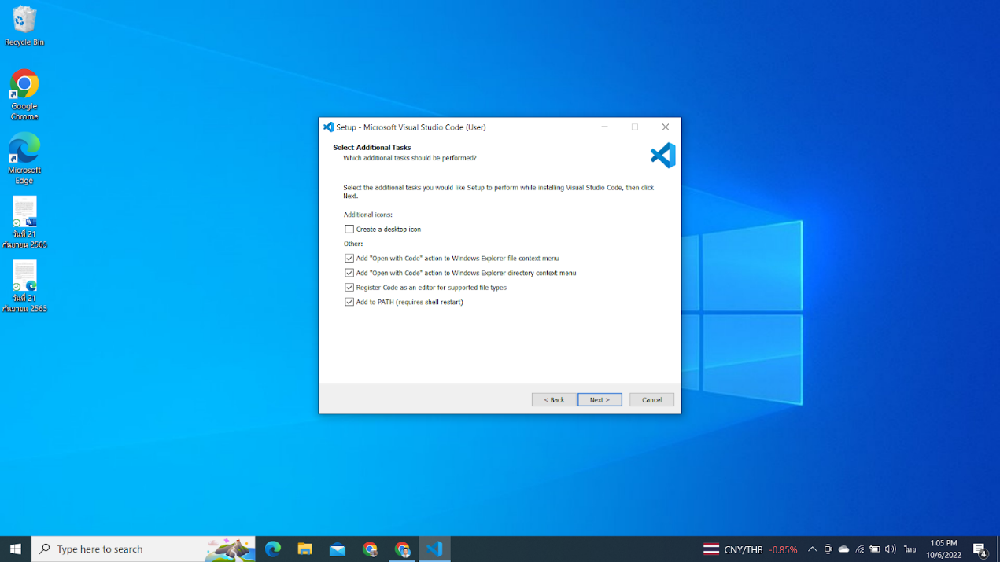 Recycle Bin
Google
Chrome
Microsoft
Edge
วันที่ 21
กันยายน 2565
วันที่ 21
กันยายน 2565
Setup - Microsoft Visual Studio Code (User)
Select Additional Tasks
Which additional tasks should be performed?
Select the additional tasks you would like Setup to perform while installing Visual Studio Code, then click
Next.
Additional icons:
Create a desktop icon
Other:
Add "Open with Code" action to Windows Explorer file context menu
Add "Open with Code" action to Windows Explorer directory context menu
Register Code as an editor for supported file types
Add to PATH (requires shell restart)
< Back Next > Cancel
Type here to search
CNY/THB -0.85%
ไทย
1:05 PM
10/6/2022
4